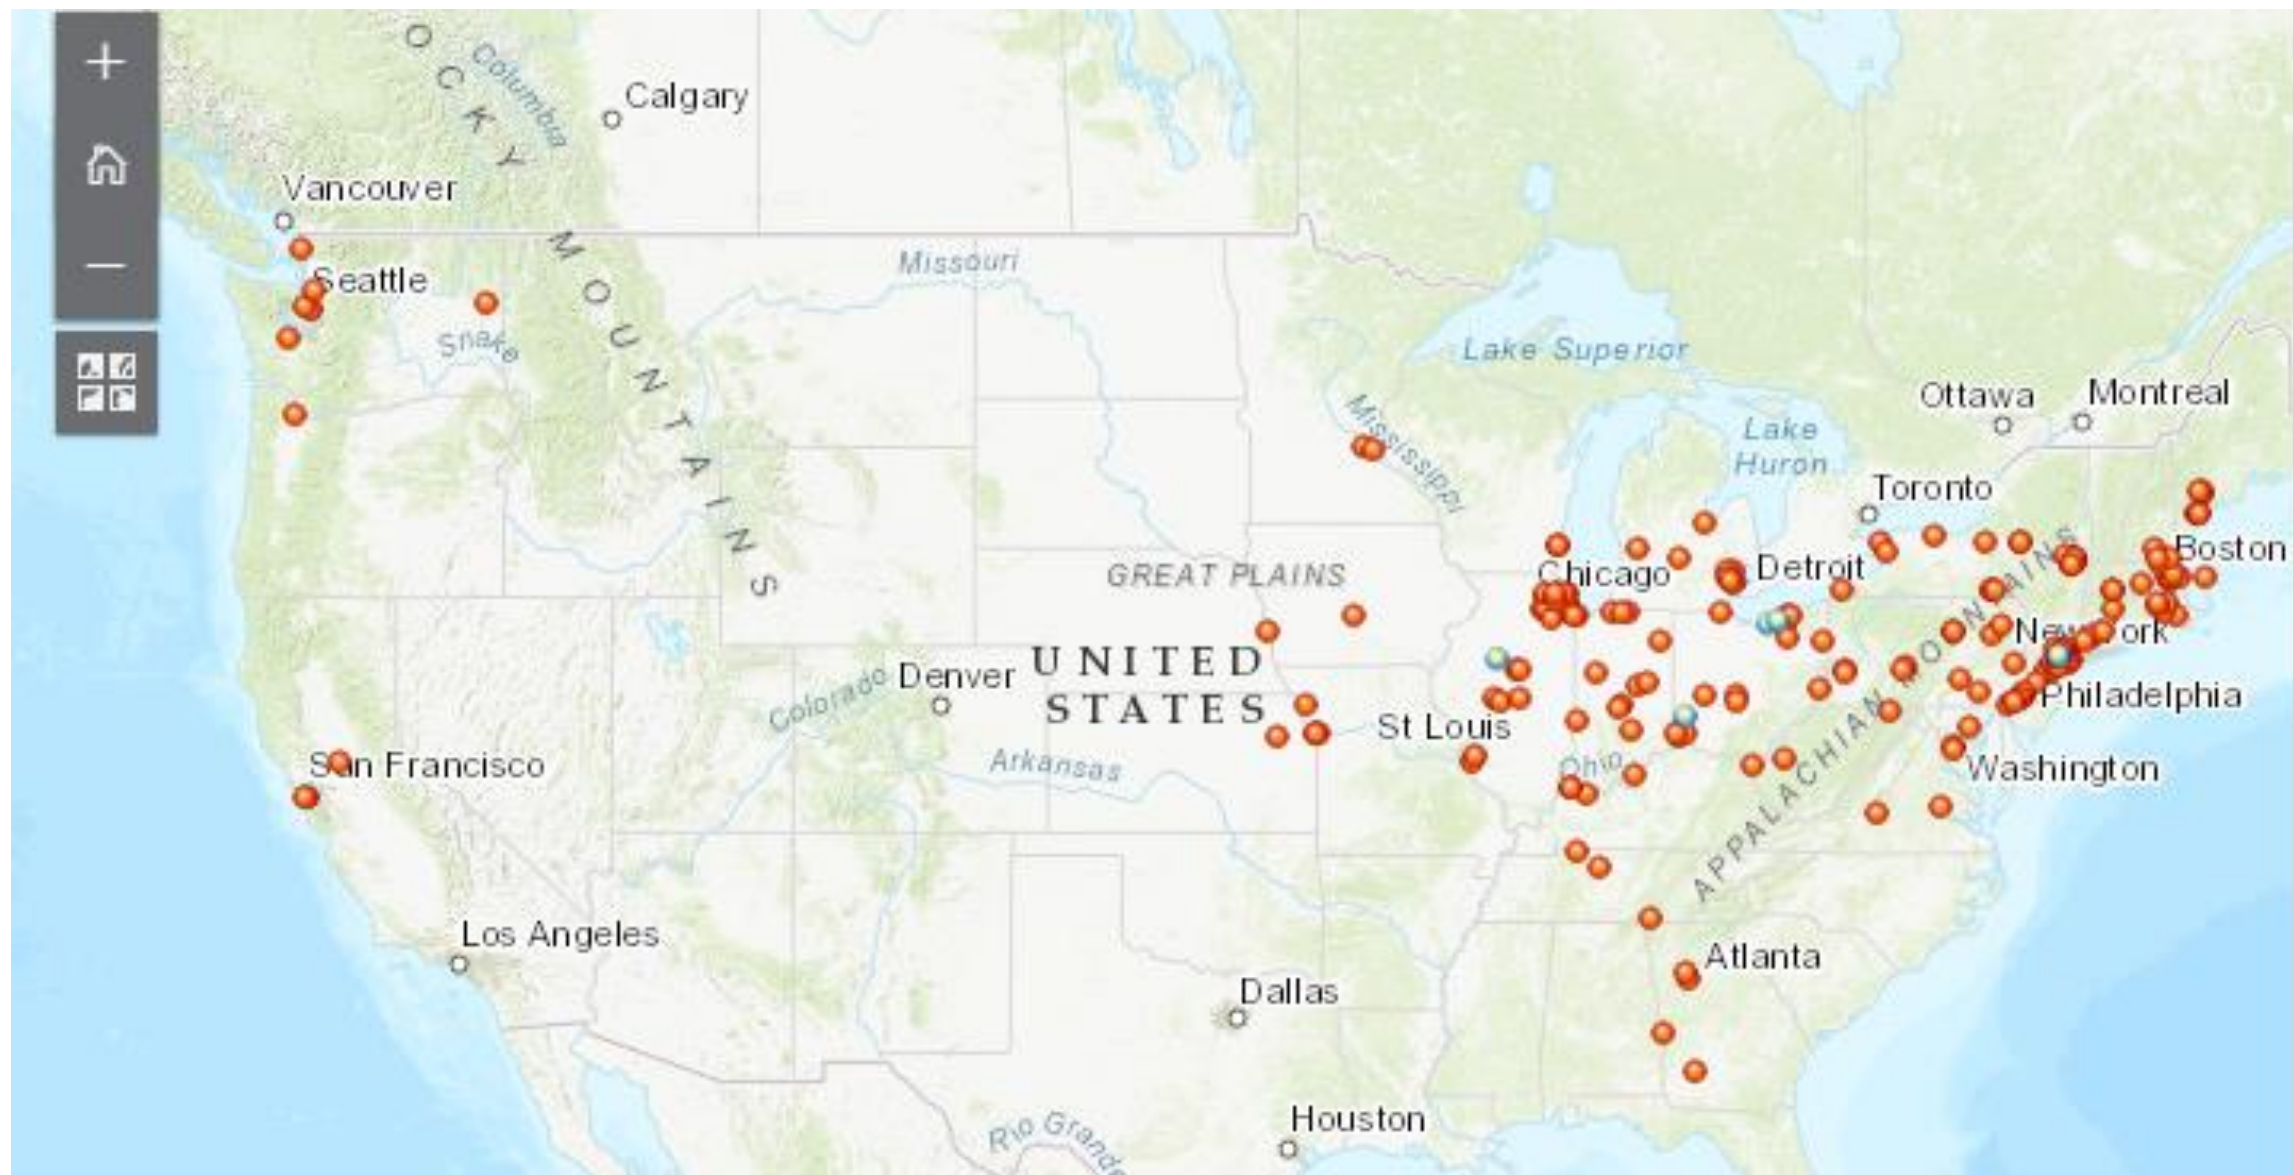 OCKY
Columbia
Calgary
Vancouver
MOUNTAINS
Missouri
Seattle
Snake
Lake Superior
Mississippi
Ottawa
Montreal
Lake
Huron
Toronto
Boston
Chicago
Detroit
GREAT PLAINS
New York
UNITED
STATES
Denver
Colorado
Philadelphia
St Louis
APPALACHIAN MOUNTAINS
San Francisco
Arkansas
Ohio
Washington
Los Angeles
Atlanta
Dallas
Houston
Rio Grande